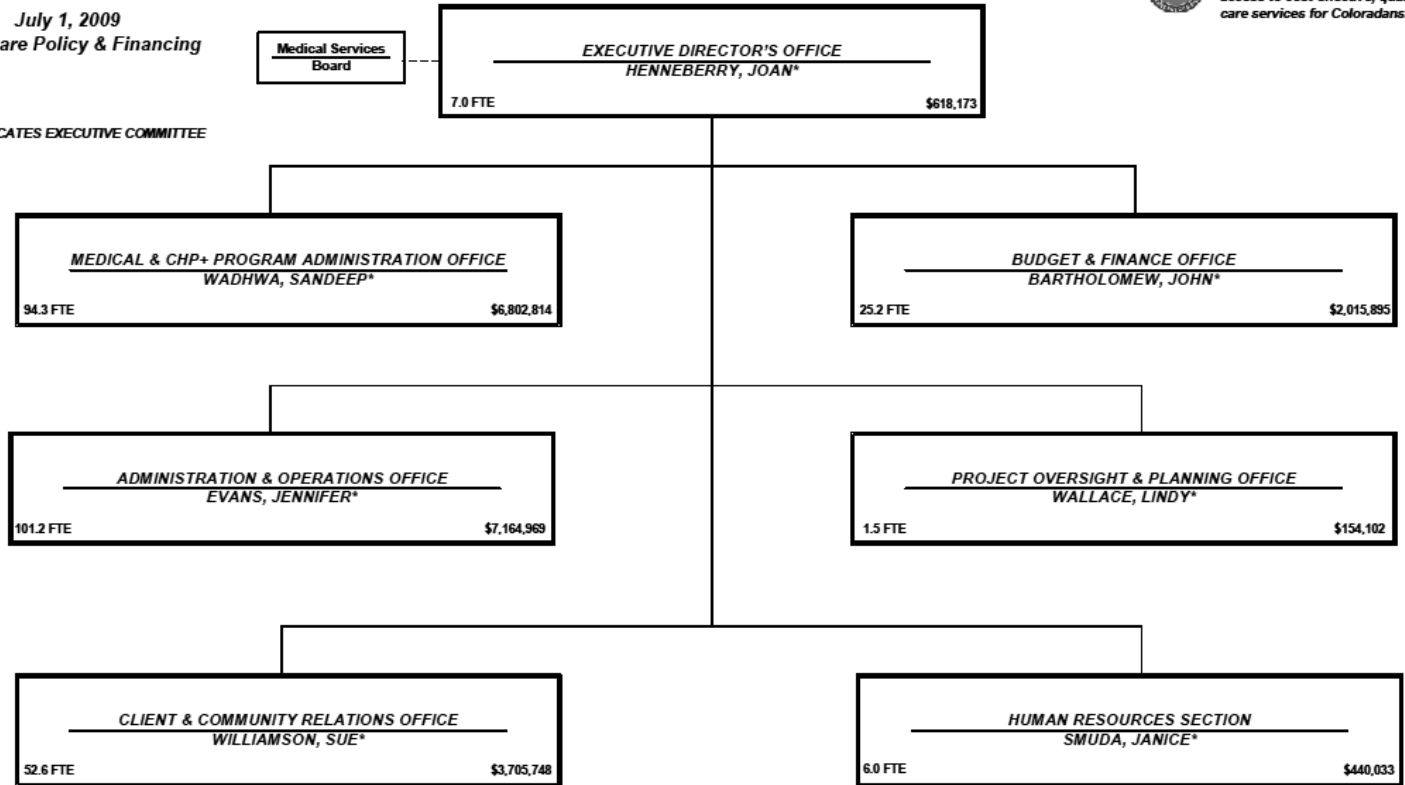 July 1, 2009
are Policy & Financing
care services for Coloradans
Medical Services
Board
EXECUTIVE DIRECTOR'S OFFICE
HENNEBERRY, JOAN*
7.0 FTE $618,173
CATES EXECUTIVE COMMITTEE
MEDICAL & CHP+ PROGRAM ADMINISTRATION OFFICE
WADHWA, SANDEEP*
94.3 FTE $6,802,814
BUDGET & FINANCE OFFICE
BARTHOLOMEW, JOHN*
25.2 FTE $2,015,895
ADMINISTRATION & OPERATIONS OFFICE
EVANS, JENNIFER*
101.2 FTE $7,164,969
PROJECT OVERSIGHT & PLANNING OFFICE
WALLACE, LINDY*
1.5 FTE $154,102
CLIENT & COMMUNITY RELATIONS OFFICE
WILLIAMSON, SUE*
52.6 FTE $3,705,748
HUMAN RESOURCES SECTION
SMUDA, JANICE*
6.0 FTE $440,033